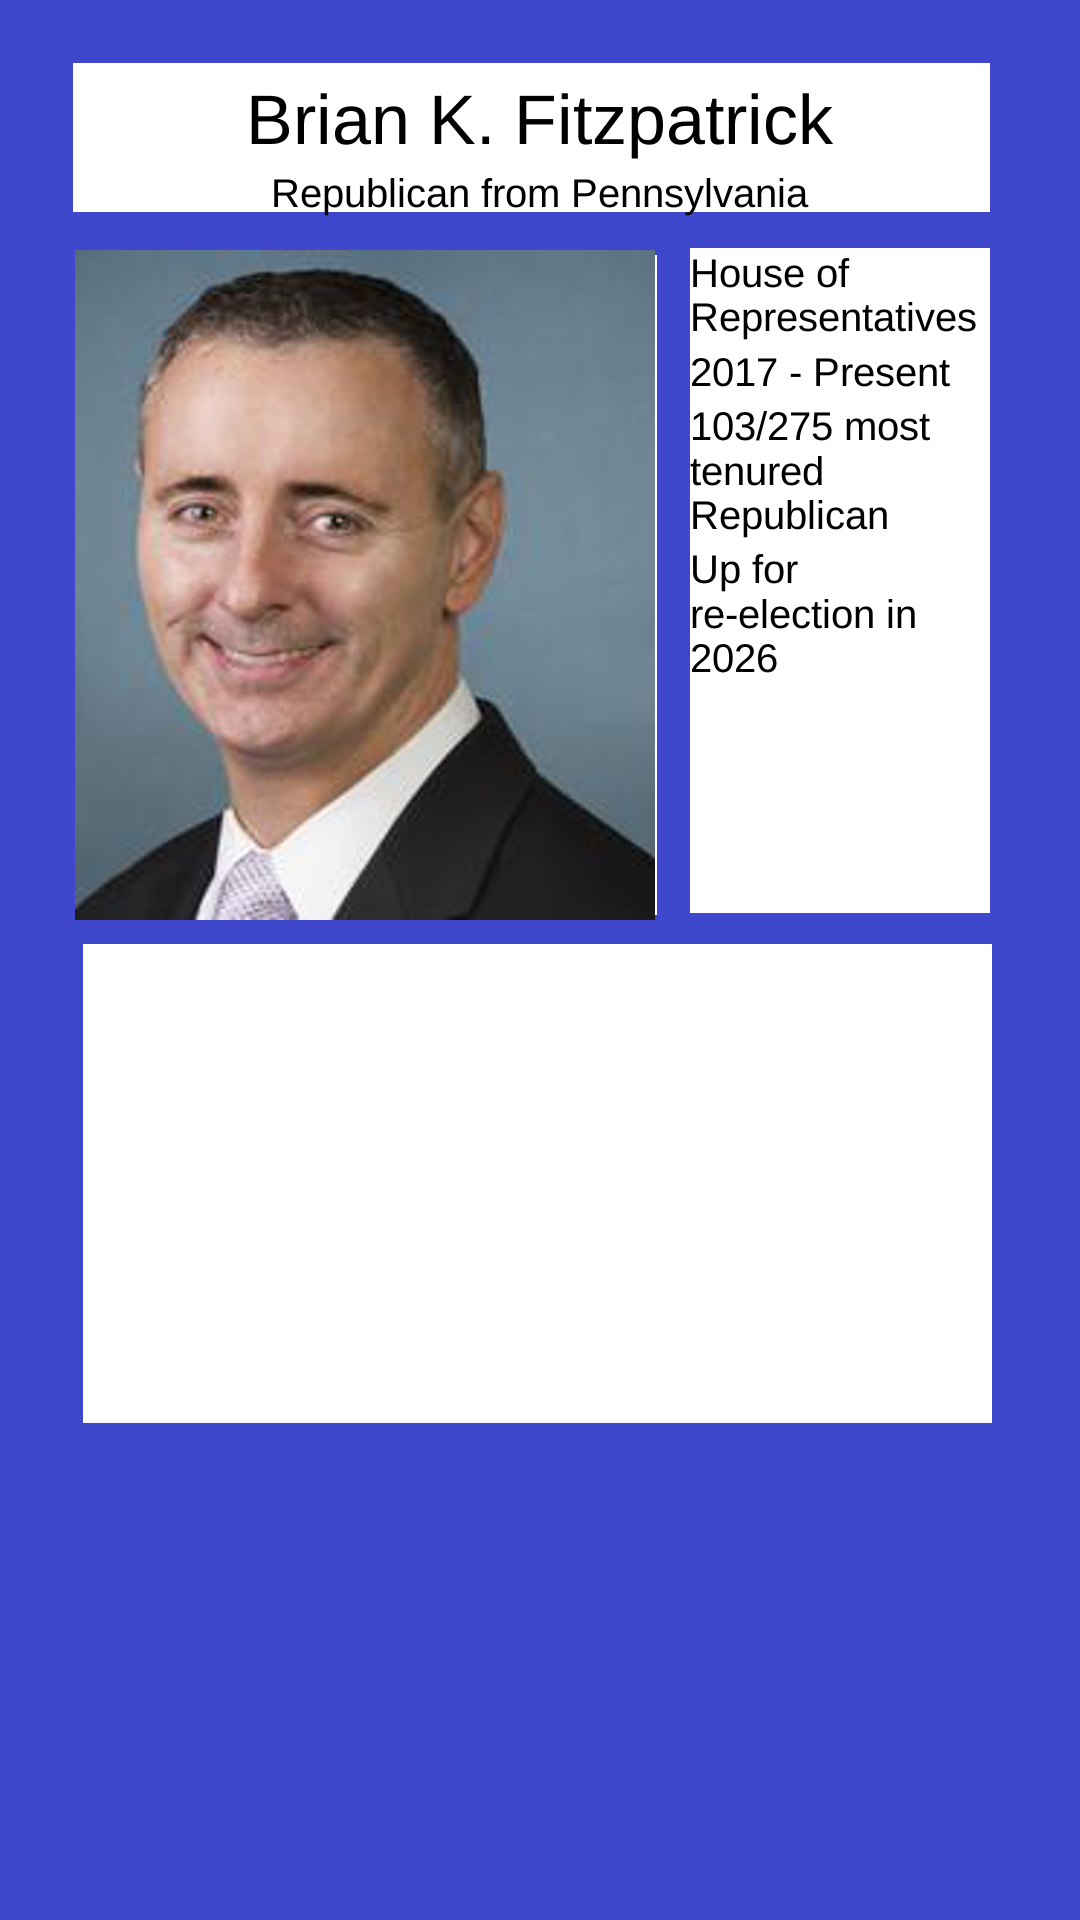 Brian K. Fitzpatrick
Republican from Pennsylvania
House of
Representatives
2017 - Present
103/275 most
tenured
Republican
Up for
re-election in
2026